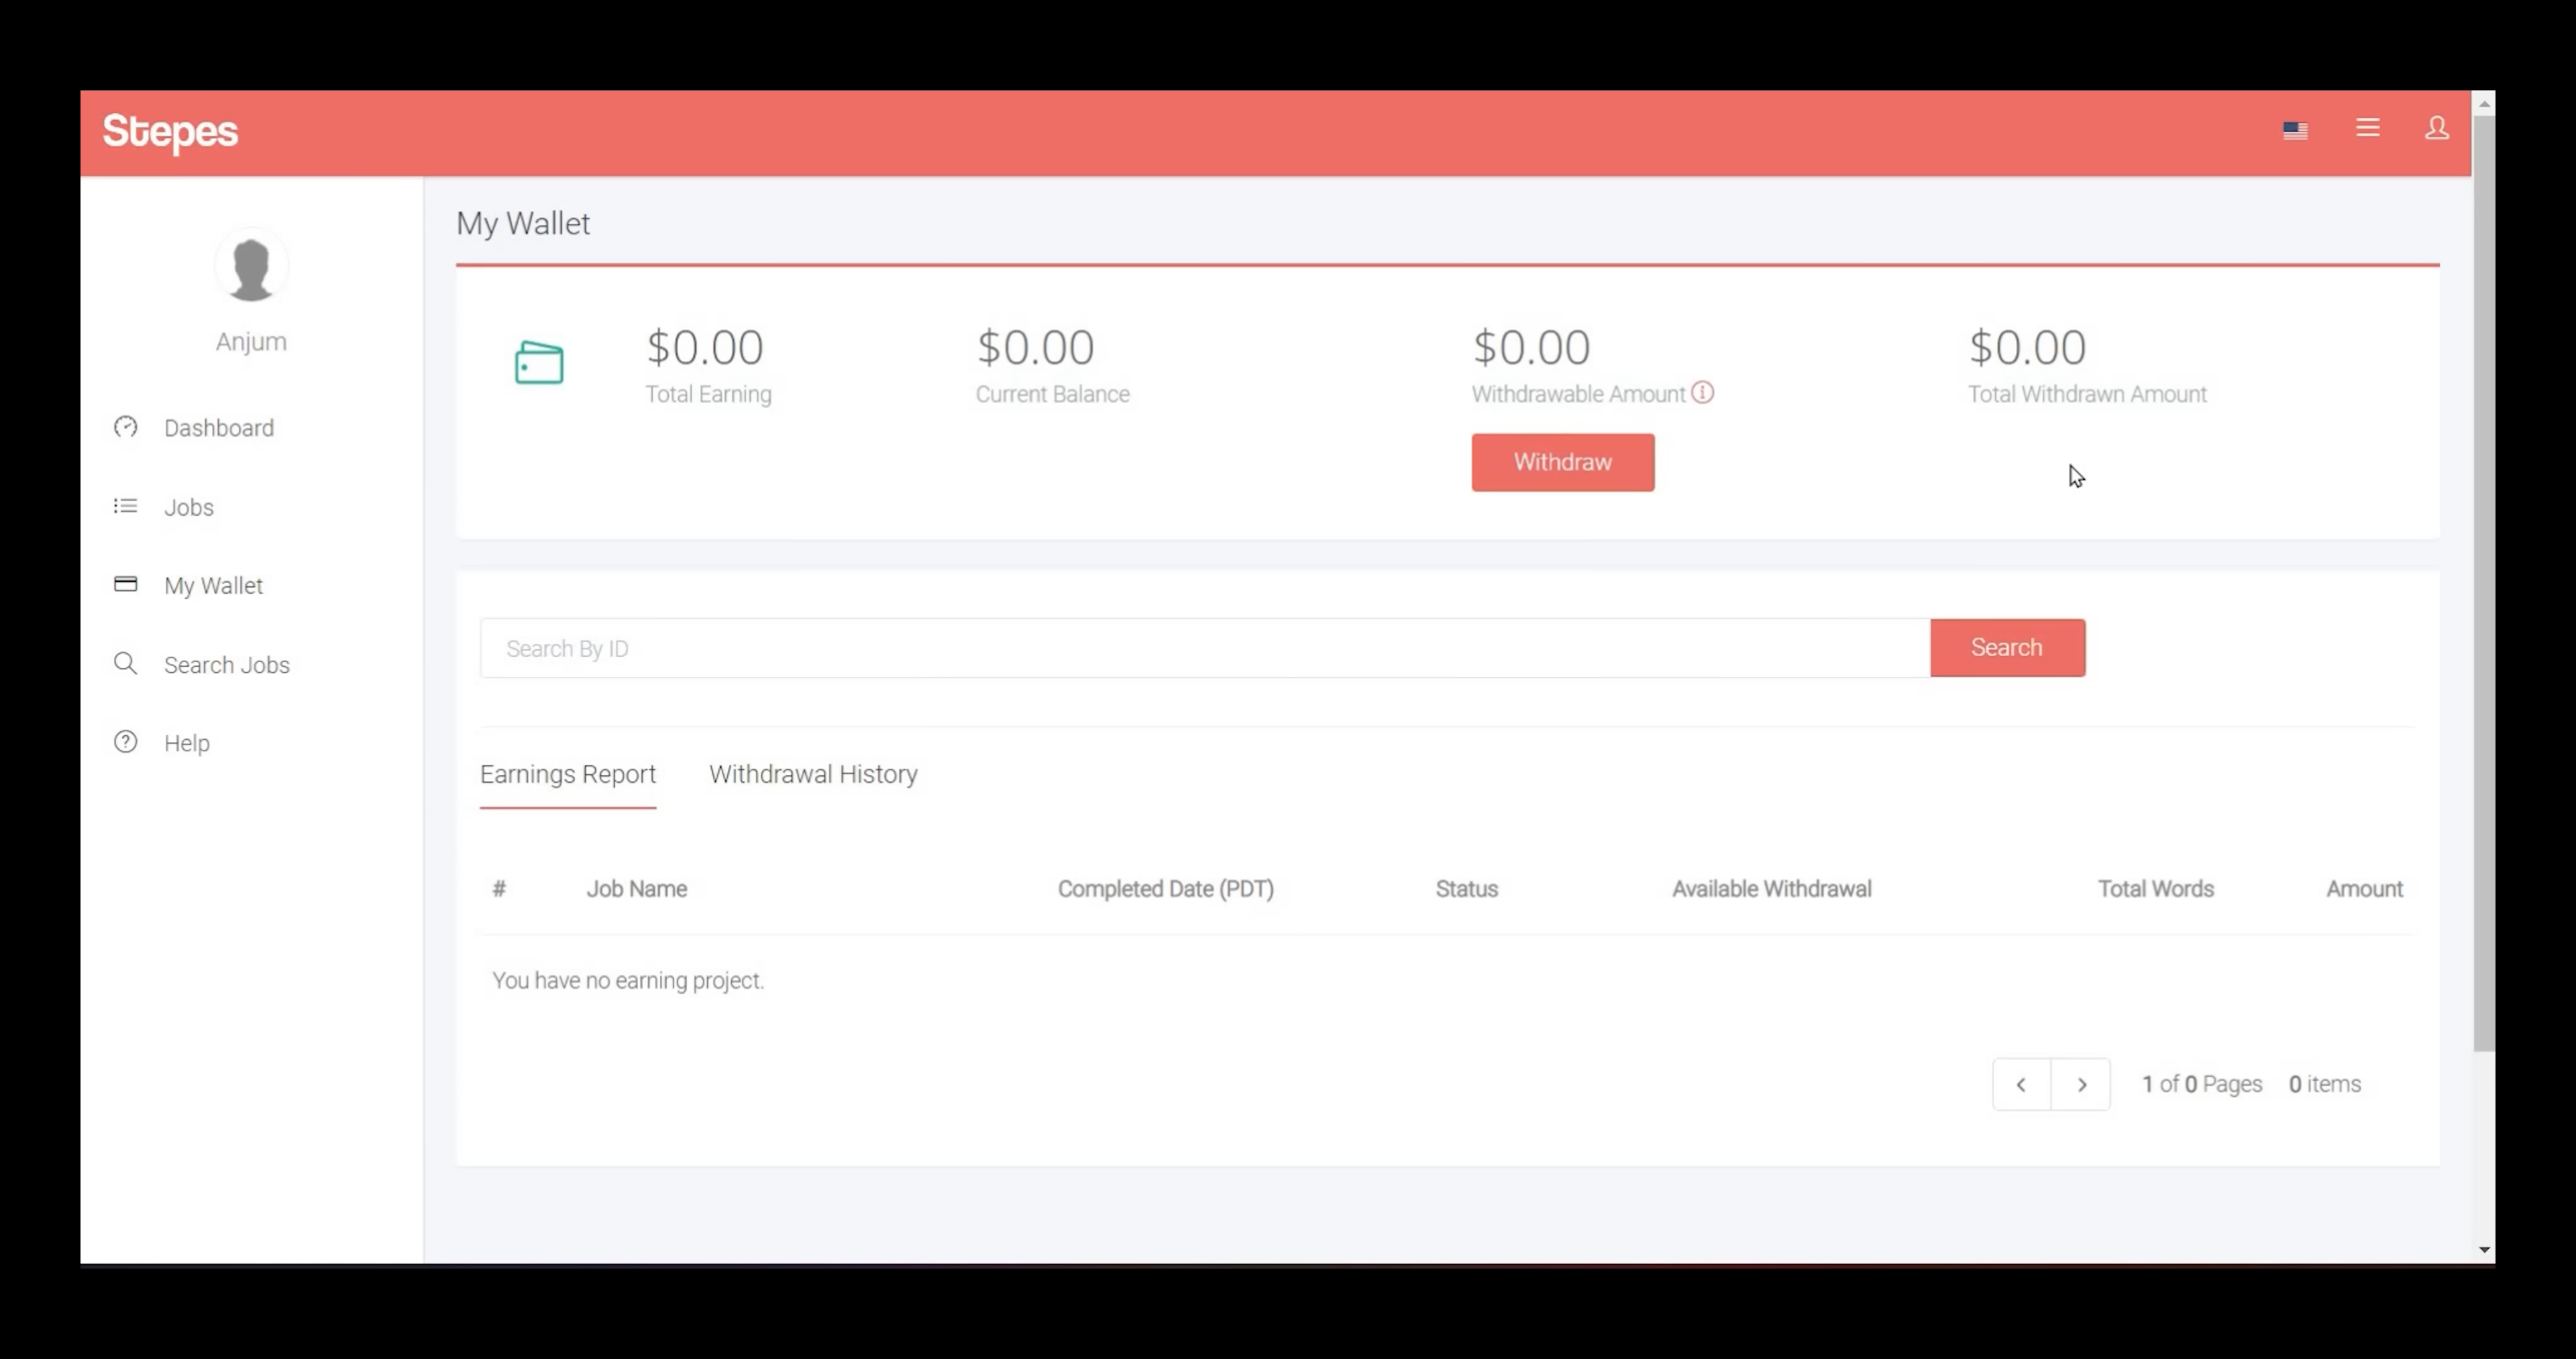 Stepes
Anjum
Dashboard
Jobs
My Wallet
Search Jobs
Help
My Wallet
$0.00
Total Earning
$0.00
Current Balance
$0.00
Withdrawable Amount
Withdraw
$0.00
Total Withdrawn Amount
Search By ID
Search
Earnings Report Withdrawal History
# Job Name Completed Date (PDT) Status Available Withdrawal Total Words Amount
You have no earning project.
1 of 0 Pages 0 items